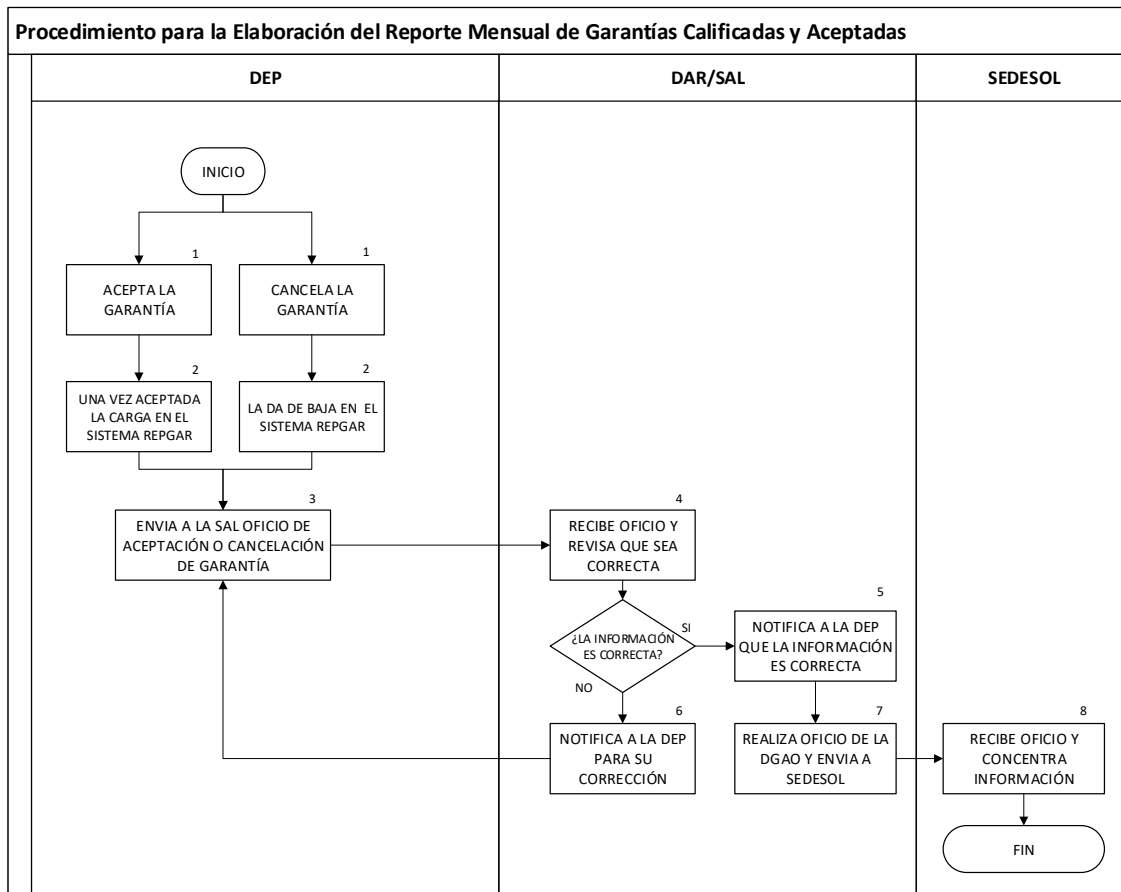 Procedimiento para la Elaboración del Reporte Mensual de Garantías Calificadas y Aceptadas
DEP
DAR/SAL
SEDESOL
INICIO
1
ACEPTA LA
GARANTÍA
1
CANCELA LA
GARANTÍA
2
UNA VEZ ACEPTADA
LA CARGA EN EL
SISTEMA REPGAR
2
LA DA DE BAJA EN EL
SISTEMA REPGAR
3
ENVIA A LA SAL OFICIO DE
ACEPTACIÓN O CANCELACIÓN
DE GARANTÍA
4
RECIBE OFICIO Y
REVISA QUE SEA
CORRECTA
¿LA INFORMACIÓN
ES CORRECTA?
SI
NO
5
NOTIFICA A LA DEP
QUE LA INFORMACIÓN
ES CORRECTA
6
NOTIFICA A LA DEP
PARA SU
CORRECCIÓN
7
REALIZA OFICIO DE LA
DGAO Y ENVIA A
SEDESOL
8
RECIBE OFICIO Y
CONCENTRA
INFORMACIÓN
FIN